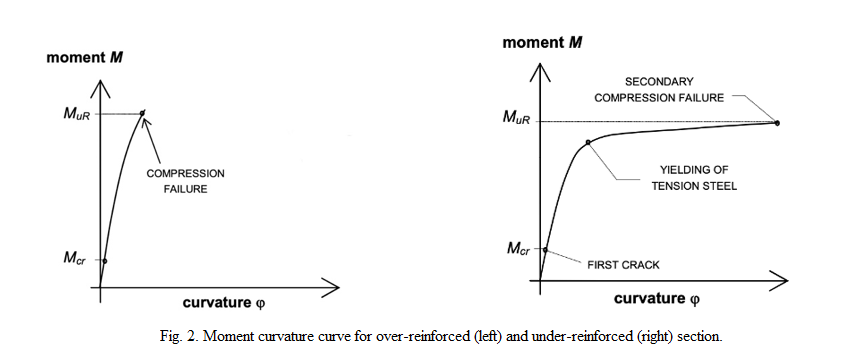 moment M
MuR
COMPRESSION
FAILURE
Mcr
curvature φ
moment M
SECONDARY
COMPRESSION FAILURE
MuR
YIELDING OF
TENSION STEEL
Mcr
FIRST CRACK
curvature φ
Fig. 2. Moment curvature curve for over-reinforced (left) and under-reinforced (right) section.